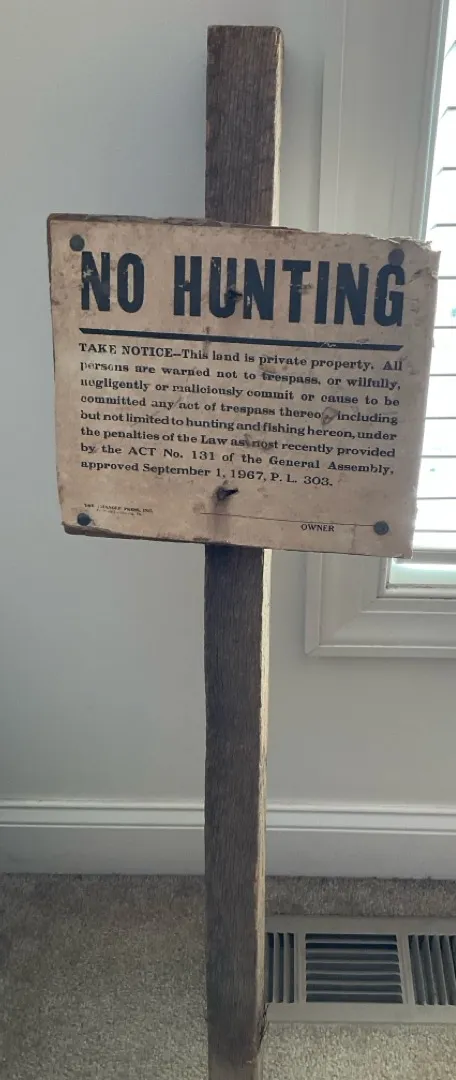 NO HUNTING
TAKE NOTICE—This land is private property. All
persons are warned not to trespass, or wilfully,
negligently or maliciously commit or cause to be
committed any act of trespass thereon, including
but not limited to hunting and fishing hereon, under
the penalties of the Law as most recently provided
by the ACT No. 131 of the General Assembly,
approved September 1, 1967, P. L. 303.
PRESS, INC.
OWNER